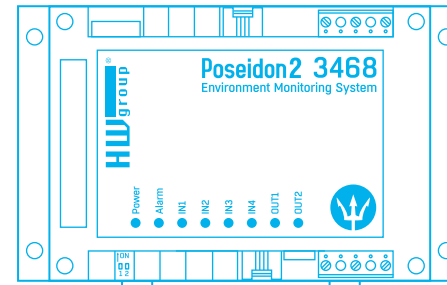 Poseidon2 3468
Environment Monitoring System
HW group ®
Power
Alarm
IN1
IN2
IN3
IN4
OUT1
OUT2
↑ON
1 2